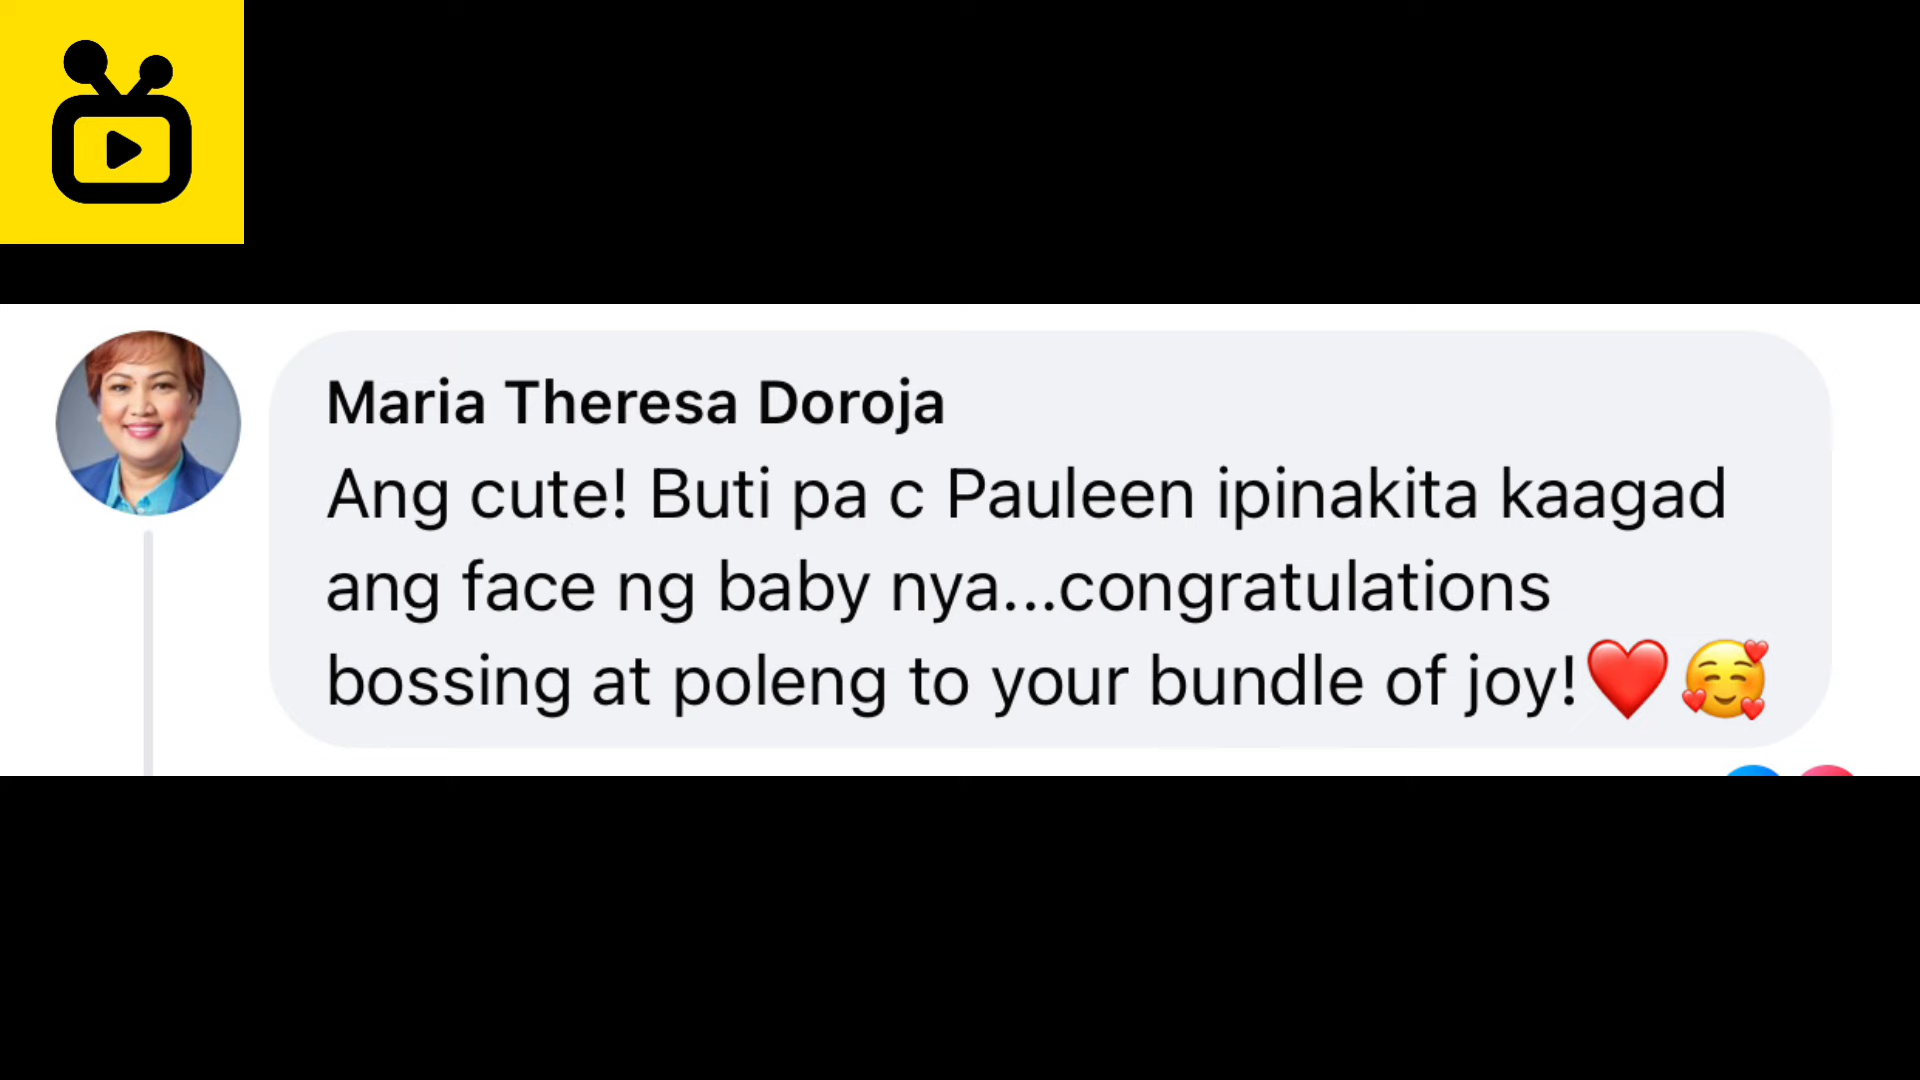 Maria Theresa Doroja
Ang cute! Buti pa c Pauleen ipinakita kaagad
ang face ng baby nya...congratulations
bossing at poleng to your bundle of joy!❤️🥰